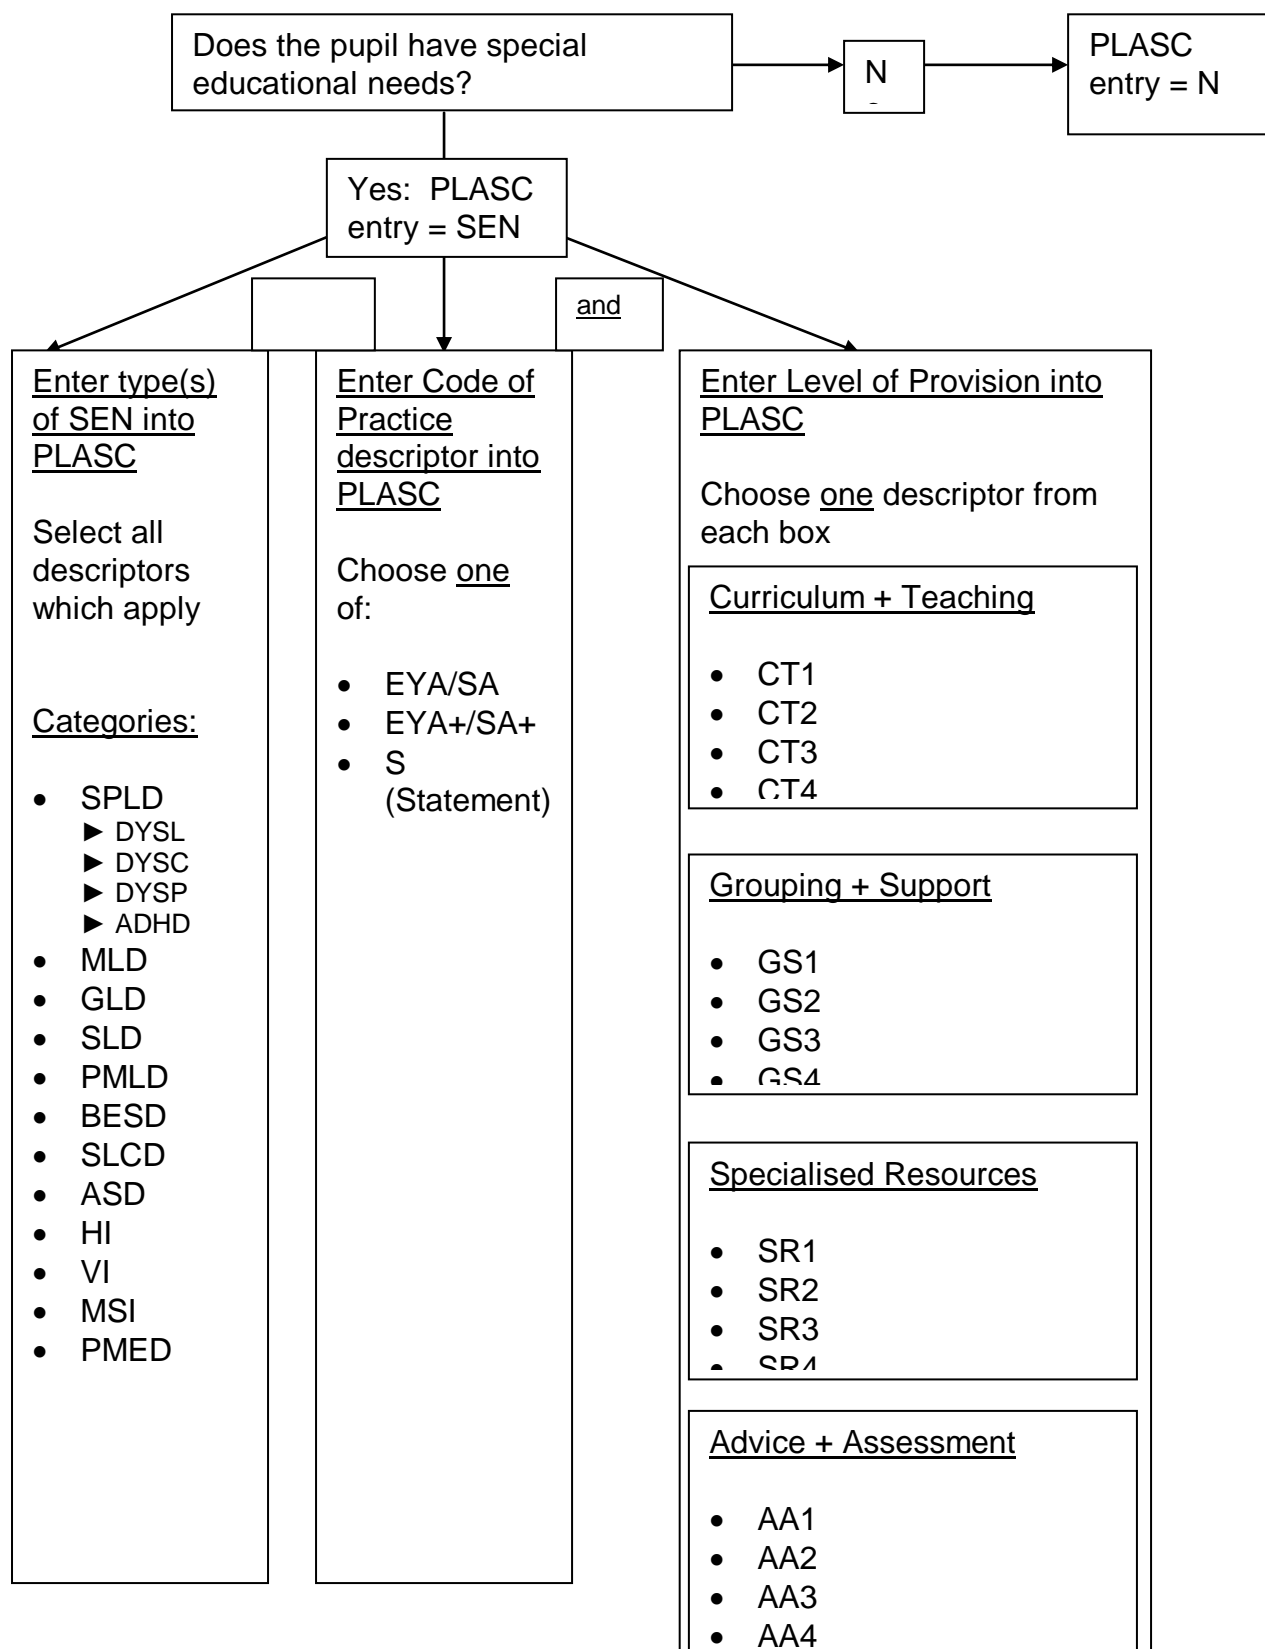 Does the pupil have special
educational needs?
N
PLASC
entry = N
Yes: PLASC
entry = SEN
and
Enter type(s)
of SEN into
PLASC
Select all
descriptors
which apply
Categories:
• SPLD
► DYSL
► DYSC
► DYSP
► ADHD
• MLD
• GLD
• SLD
• PMLD
• BESD
• SLCD
• ASD
• HI
• VI
• MSI
• PMED
Enter Code of
Practice
descriptor into
PLASC
Choose one
of:
• EYA/SA
• EYA+/SA+
• S
(Statement)
Enter Level of Provision into
PLASC
Choose one descriptor from
each box
Curriculum + Teaching
• CT1
• CT2
• CT3
• CT4
Grouping + Support
• GS1
• GS2
• GS3
• GS4
Specialised Resources
• SR1
• SR2
• SR3
• SR4
Advice + Assessment
• AA1
• AA2
• AA3
• AA4